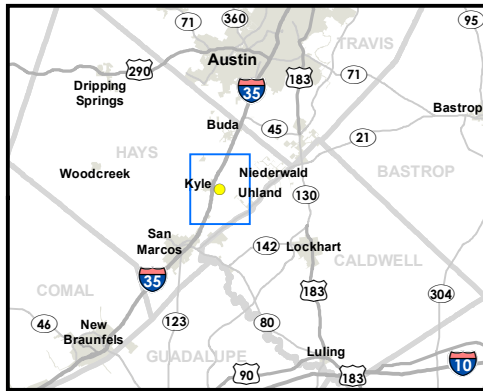 71
360
95
TRAVIS
Austin
290
183
71
Dripping
Springs
35
Bastrop
Buda
45
21
HAYS
BASTROP
Woodcreek
Niederwald
Kyle
Uhland
130
San
Marcos
142
Lockhart
CALDWELL
35
183
COMAL
304
46
New
Braunfels
123
80
GUADALUPE
Luling
10
90
183